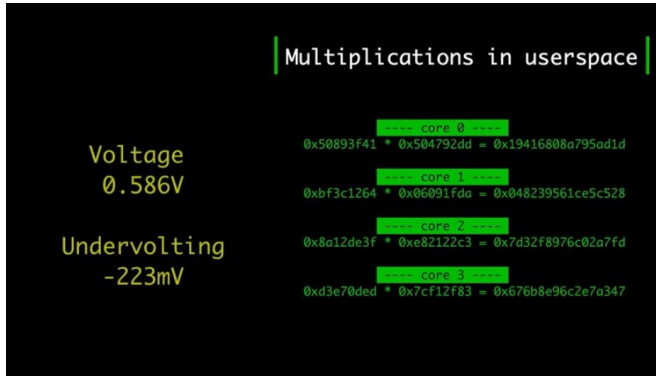 Multiplications in userspace
Voltage
0.586V
Undervolting
-223mV
---- core 0 ----
0x50893f41 * 0x504792dd = 0x19416808a795ad1d
---- core 1 ----
0xbf3c1264 * 0x06091fda = 0x048239561ce5c528
---- core 2 ----
0x8a12de3f * 0xe82122c3 = 0x7d32f8976c02a7fd
---- core 3 ----
0xd3e70ded * 0x7cf12f83 = 0x676b8e96c2e7a347